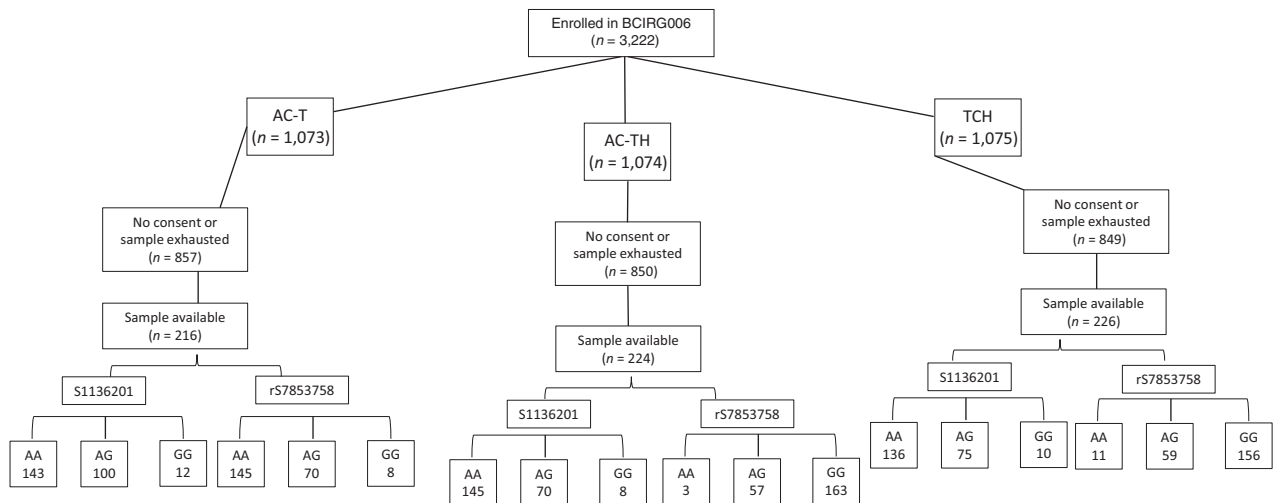 Enrolled in BCIRG006
(n = 3,222)
AC-T
(n = 1,073)
AC-TH
(n = 1,074)
TCH
(n = 1,075)
No consent or
sample exhausted
(n = 857)
No consent or
sample exhausted
(n = 850)
No consent or
sample exhausted
(n = 849)
Sample available
(n = 216)
Sample available
(n = 224)
Sample available
(n = 226)
S1136201
rS7853758
S1136201
rS7853758
S1136201
rS7853758
AA
143
AG
100
GG
12
AA
145
AG
70
GG
8
AA
145
AG
70
GG
8
AA
3
AG
57
GG
163
AA
136
AG
75
GG
10
AA
11
AG
59
GG
156